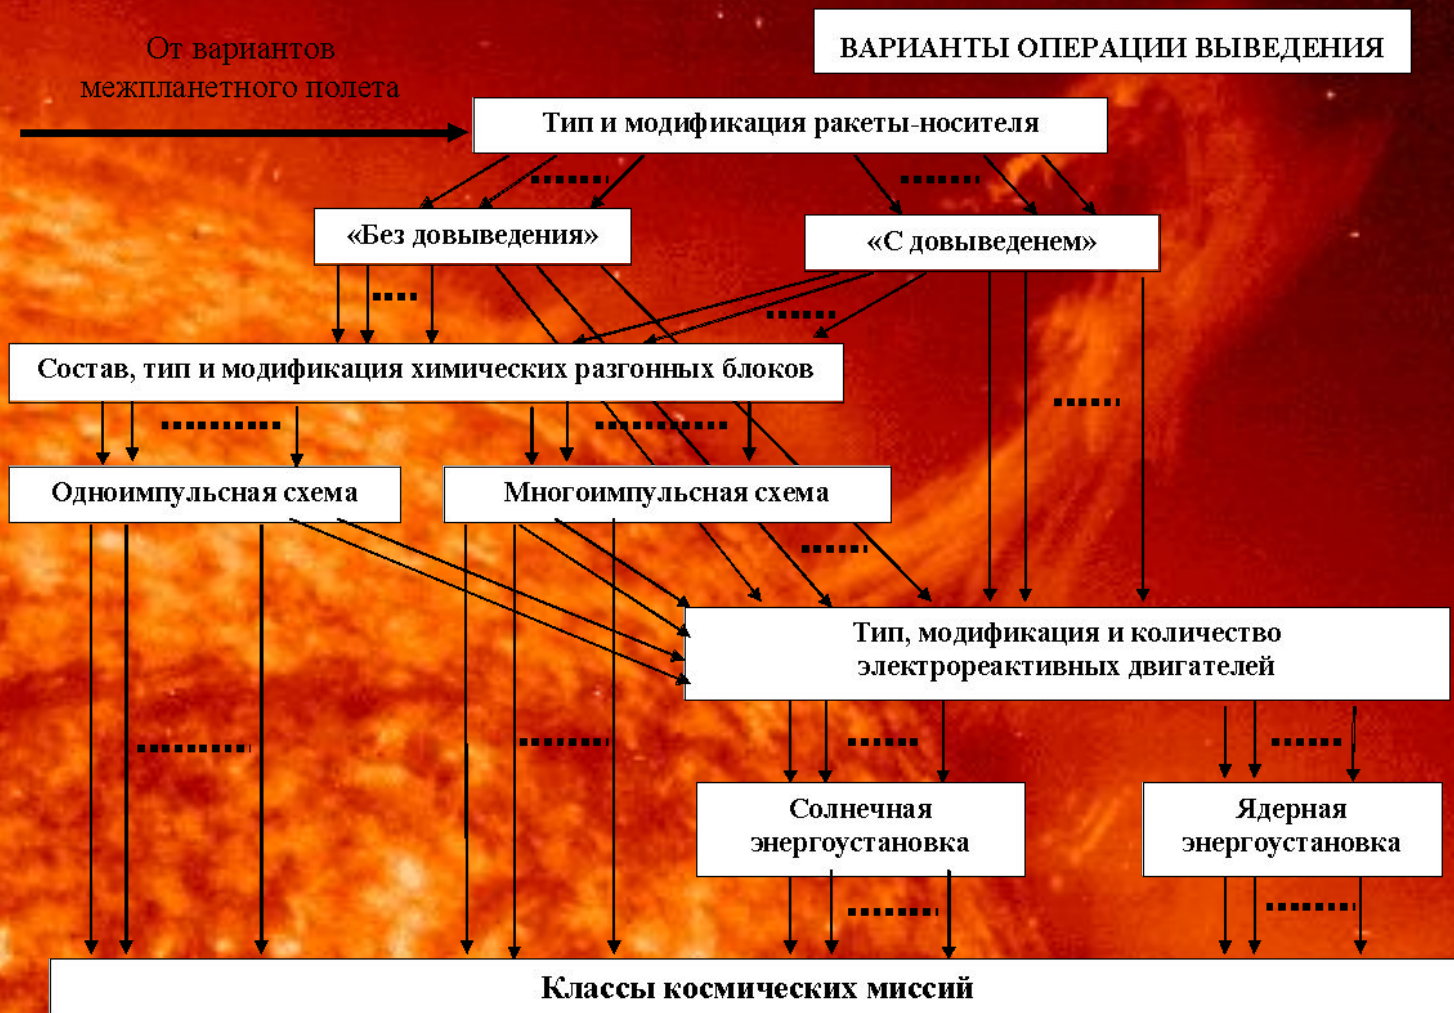 ВАРИАНТЫ ОПЕРАЦИИ ВЫВЕДЕНИЯ
От вариантов
межпланетного полета
Тип и модификация ракеты-носителя
«Без довыведения»
«С довыведенем»
Состав, тип и модификация химических разгонных блоков
Одноимпульсная схема
Многоимпульсная схема
Тип, модификация и количество
электрореактивных двигателей
Солнечная
энергоустановка
Ядерная
энергоустановка
Классы космических миссий